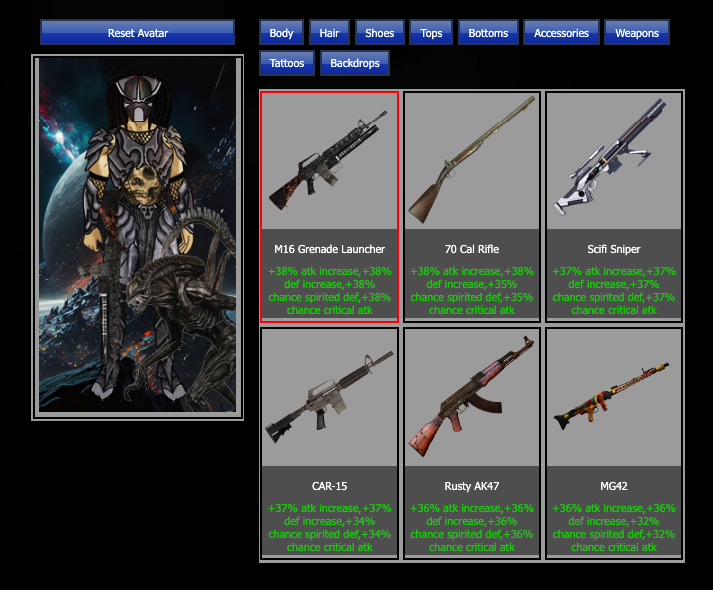 Reset Avatar
Body
Hair
Shoes
Tops
Bottoms
Accessories
Weapons
Tattoos
Backdrops
M16 Grenade Launcher
+38% atk increase,+38%
def increase,+38%
chance spirited def,+38%
chance critical atk
70 Cal Rifle
+38% atk increase,+38%
def increase,+35%
chance spirited def,+35%
chance critical atk
Scifi Sniper
+37% atk increase,+37%
def increase,+37%
chance spirited def,+37%
chance critical atk
CAR-15
+37% atk increase,+37%
def increase,+34%
chance spirited def,+34%
chance critical atk
Rusty AK47
+36% atk increase,+36%
def increase,+36%
chance spirited def,+36%
chance critical atk
MG42
+36% atk increase,+36%
def increase,+32%
chance spirited def,+32%
chance critical atk